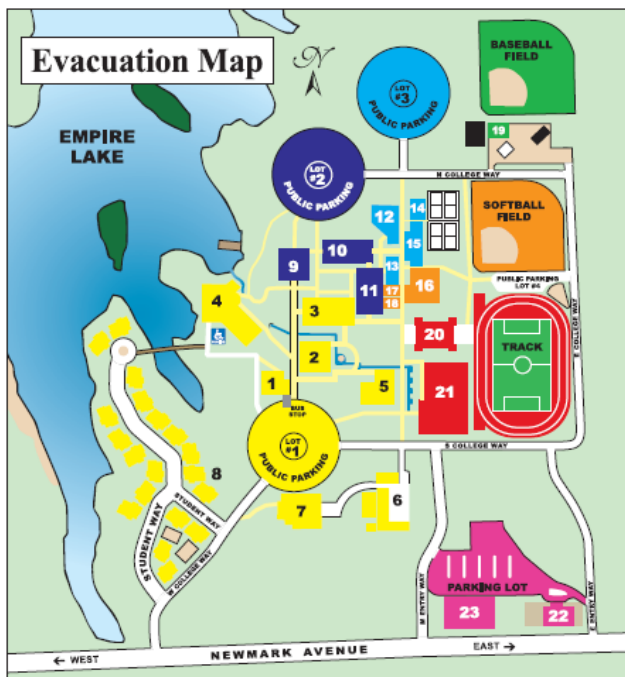 Evacuation Map
N
BASEBALL
FIELD
LOT
#3
PUBLIC PARKING
EMPIRE
LAKE
19
LOT
#2
PUBLIC PARKING
N COLLEGE WAY
12
14
SOFTBALL
FIELD
15
10
9
13
PUBLIC PARKING
LOT #4
11
17
16
18
4
3
20
E COLLEGE WAY
TRACK
2
1
5
21
BUS
STOP
LOT
#1
PUBLIC PARKING
S COLLEGE WAY
8
STUDENT WAY
6
7
STUDENT WAY
W COLLEGE WAY
PARKING LOT
M ENTRY WAY
23
22
E ENTRY WAY
← WEST
NEWMARK AVENUE
EAST →